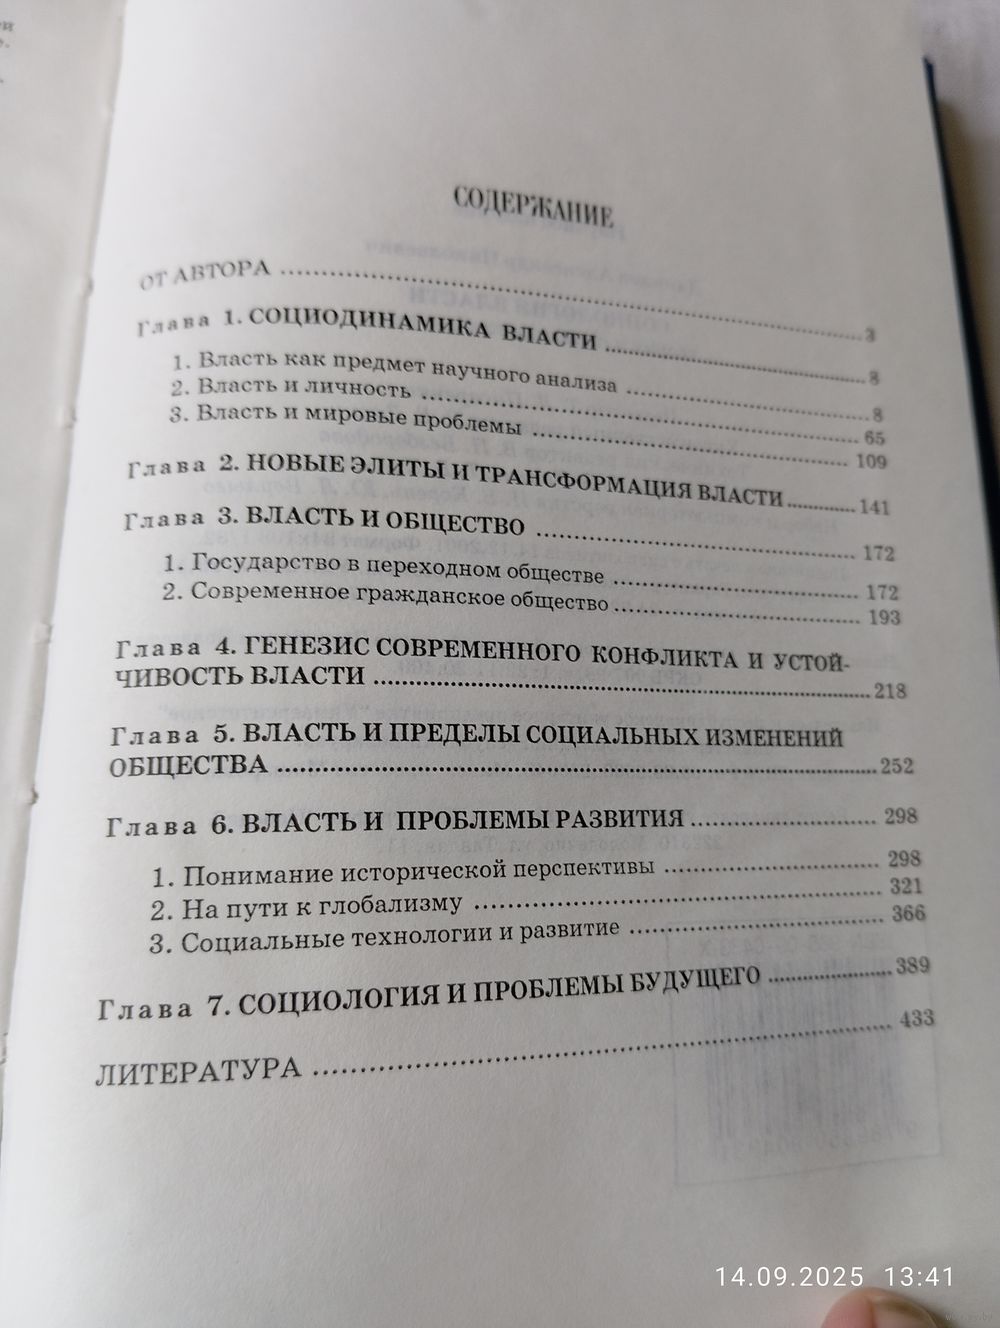 СОДЕРЖАНИЕ
ОТ АВТОРА ........ 3
Глава 1. СОЦИОДИНАМИКА ВЛАСТИ ........ 8
1. Власть как предмет научного анализа ........ 8
2. Власть и личность ........ 65
3. Власть и мировые проблемы ........ 109
Глава 2. НОВЫЕ ЭЛИТЫ И ТРАНСФОРМАЦИЯ ВЛАСТИ ........ 141
Глава 3. ВЛАСТЬ И ОБЩЕСТВО ........ 172
1. Государство в переходном обществе ........ 172
2. Современное гражданское общество ........ 193
Глава 4. ГЕНЕЗИС СОВРЕМЕННОГО КОНФЛИКТА И УСТОЙ-
ЧИВОСТЬ ВЛАСТИ ........ 218
Глава 5. ВЛАСТЬ И ПРЕДЕЛЫ СОЦИАЛЬНЫХ ИЗМЕНЕНИЙ
ОБЩЕСТВА ........ 252
Глава 6. ВЛАСТЬ И ПРОБЛЕМЫ РАЗВИТИЯ ........ 298
1. Понимание исторической перспективы ........ 298
2. На пути к глобализму ........ 321
3. Социальные технологии и развитие ........ 366
Глава 7. СОЦИОЛОГИЯ И ПРОБЛЕМЫ БУДУЩЕГО ........ 389
ЛИТЕРАТУРА ........ 433
14.09.2025 13:41